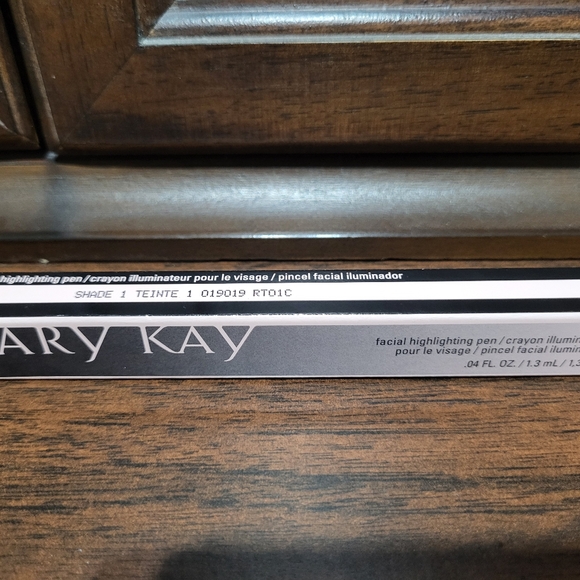 highlighting pen/crayon illuminateur pour le visage / pincel facial iluminador
SHADE 1 TEINTE 1 019019 RT01C
ARY KAY
facial highlighting pen / crayon illumin
pour le visage / pincel facial ilumin
.04 FL. OZ. / 1.3 mL / 1.3